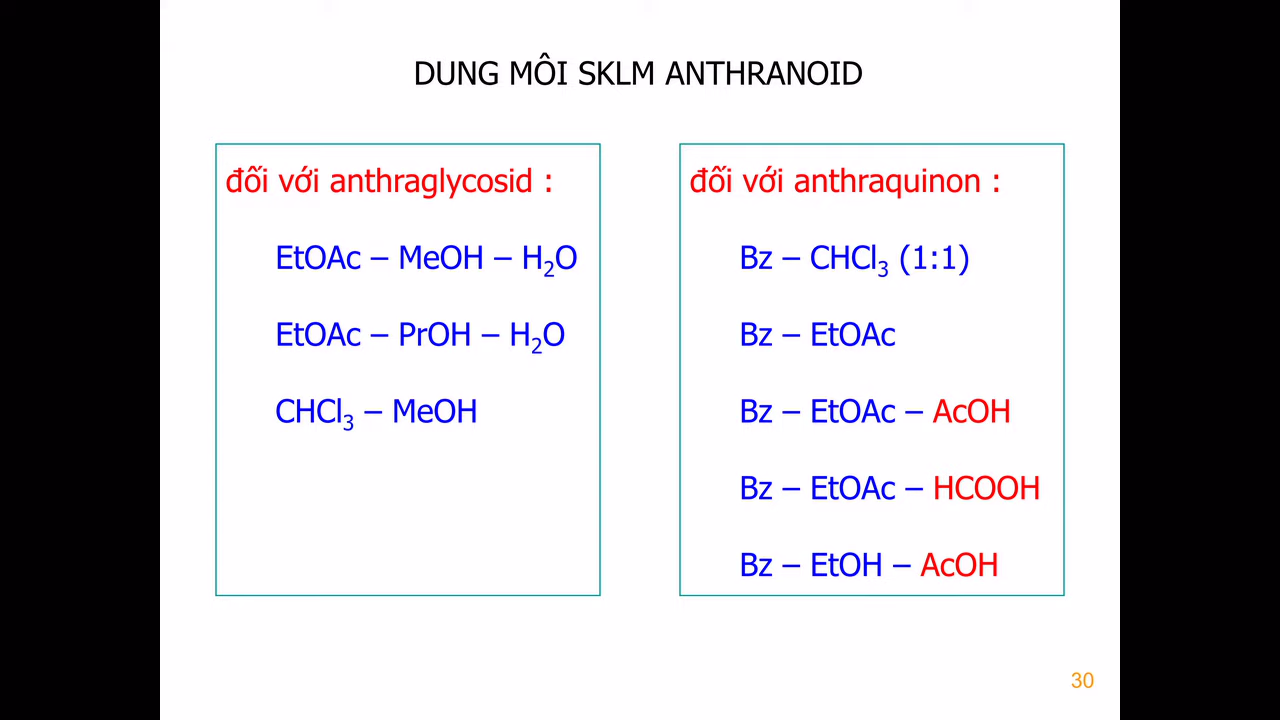 DUNG MÔI SKLM ANTHRANOID
đối với anthraglycosid :
EtOAc – MeOH – H₂O
EtOAc – PrOH – H₂O
CHCl₃ – MeOH
đối với anthraquinon :
Bz – CHCl₃ (1:1)
Bz – EtOAc
Bz – EtOAc – AcOH
Bz – EtOAc – HCOOH
Bz – EtOH – AcOH
30